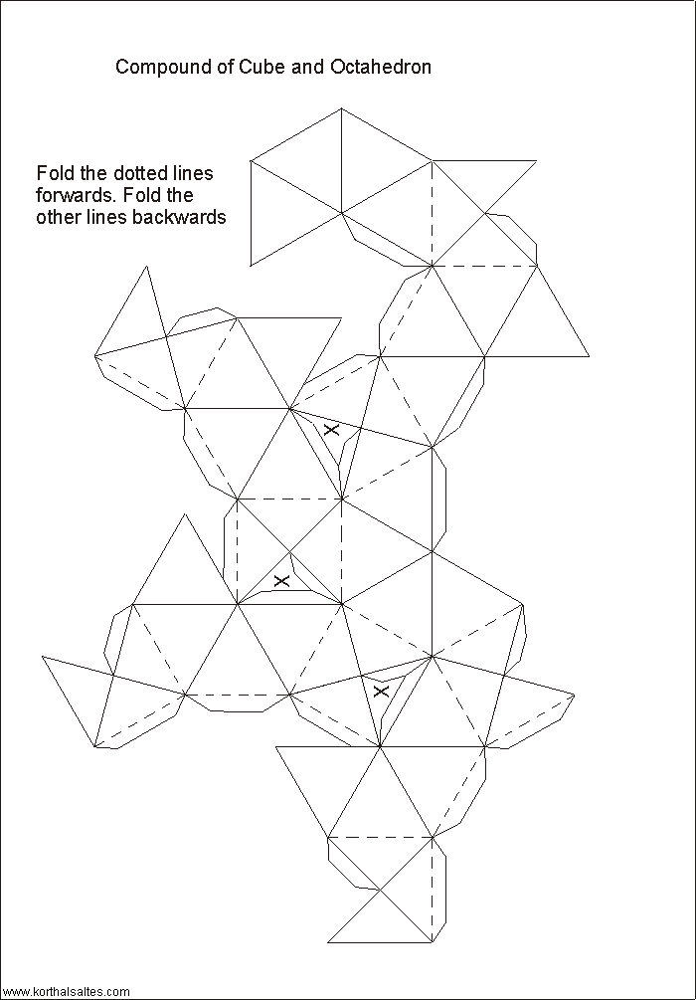 Compound of Cube and Octahedron
Fold the dotted lines
forwards. Fold the
other lines backwards
X
X
X
www.korthalsaltes.com